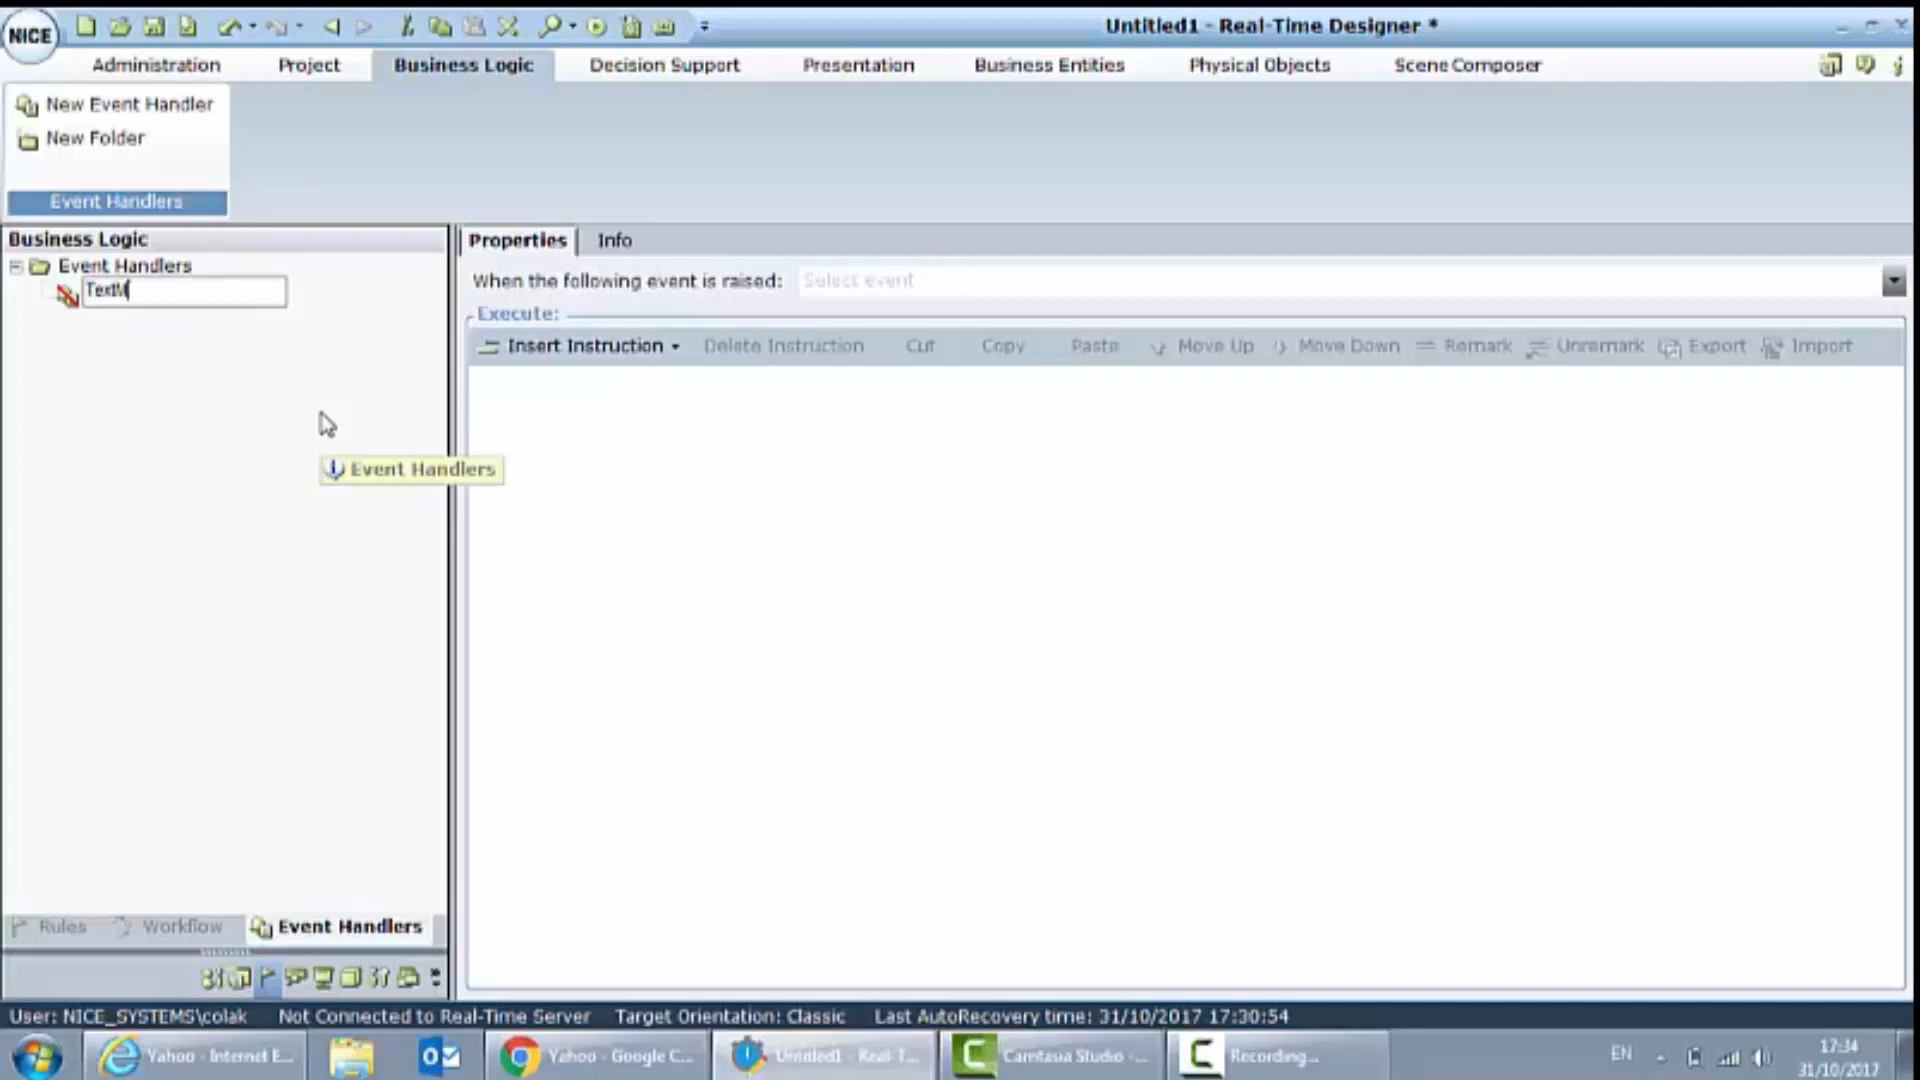 NICE
Untitled1 - Real-Time Designer *
Administration Project Business Logic Decision Support Presentation Business Entities Physical Objects Scene Composer
New Event Handler
New Folder
Event Handlers
Business Logic
Event Handlers
TextM
Properties Info
When the following event is raised: Select event
Execute:
Insert Instruction Delete Instruction Cut Copy Paste Move Up Move Down Remark Unremark Export Import
Event Handlers
Rules Workflow Event Handlers
User: NICE_SYSTEMS\colak Not Connected to Real-Time Server Target Orientation: Classic Last AutoRecovery time: 31/10/2017 17:30:54
Yahoo - Internet E... Yahoo - Google C... Untitled1 - Real-T... Camtasia Studio -... Recording... EN 17:34
31/10/2017